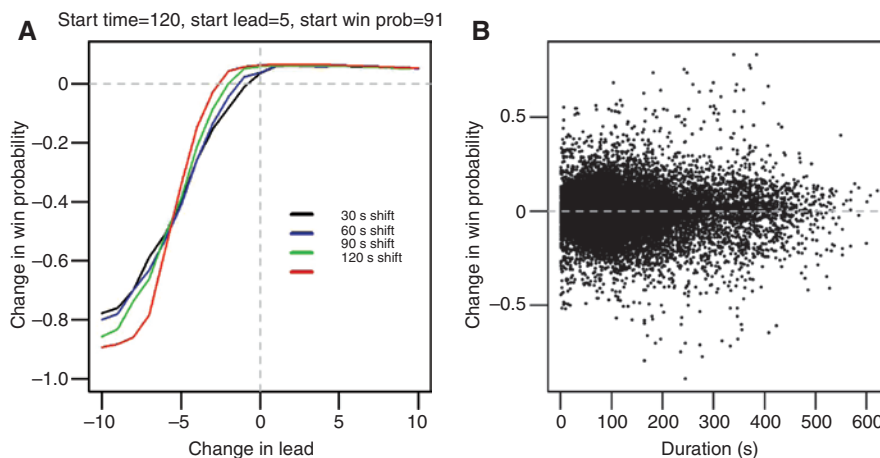 Start time=120, start lead=5, start win prob=91
A
Change in win probability
0
−0.2
−0.4
−0.6
−0.8
−1.0
30 s shift
60 s shift
90 s shift
120 s shift
−10
−5
0
5
10
Change in lead
B
Change in win probability
0.5
0
−0.5
0
100
200
300
400
500
600
Duration (s)